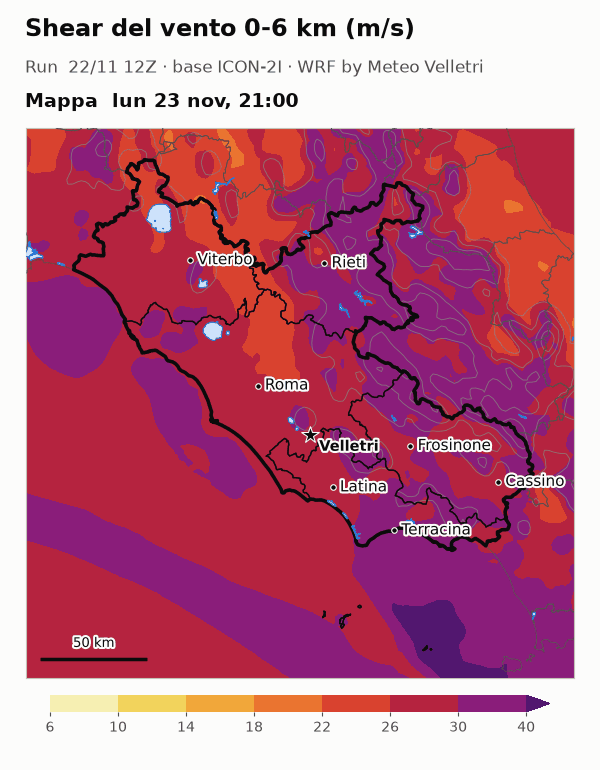 Shear del vento 0-6 km (m/s)
Run  22/11 12Z · base ICON-2I · WRF by Meteo Velletri
Mappa  lun 23 nov, 21:00
Viterbo
Rieti
Roma
Velletri
Frosinone
Cassino
Latina
Terracina
50 km
6 10 14 18 22 26 30 40